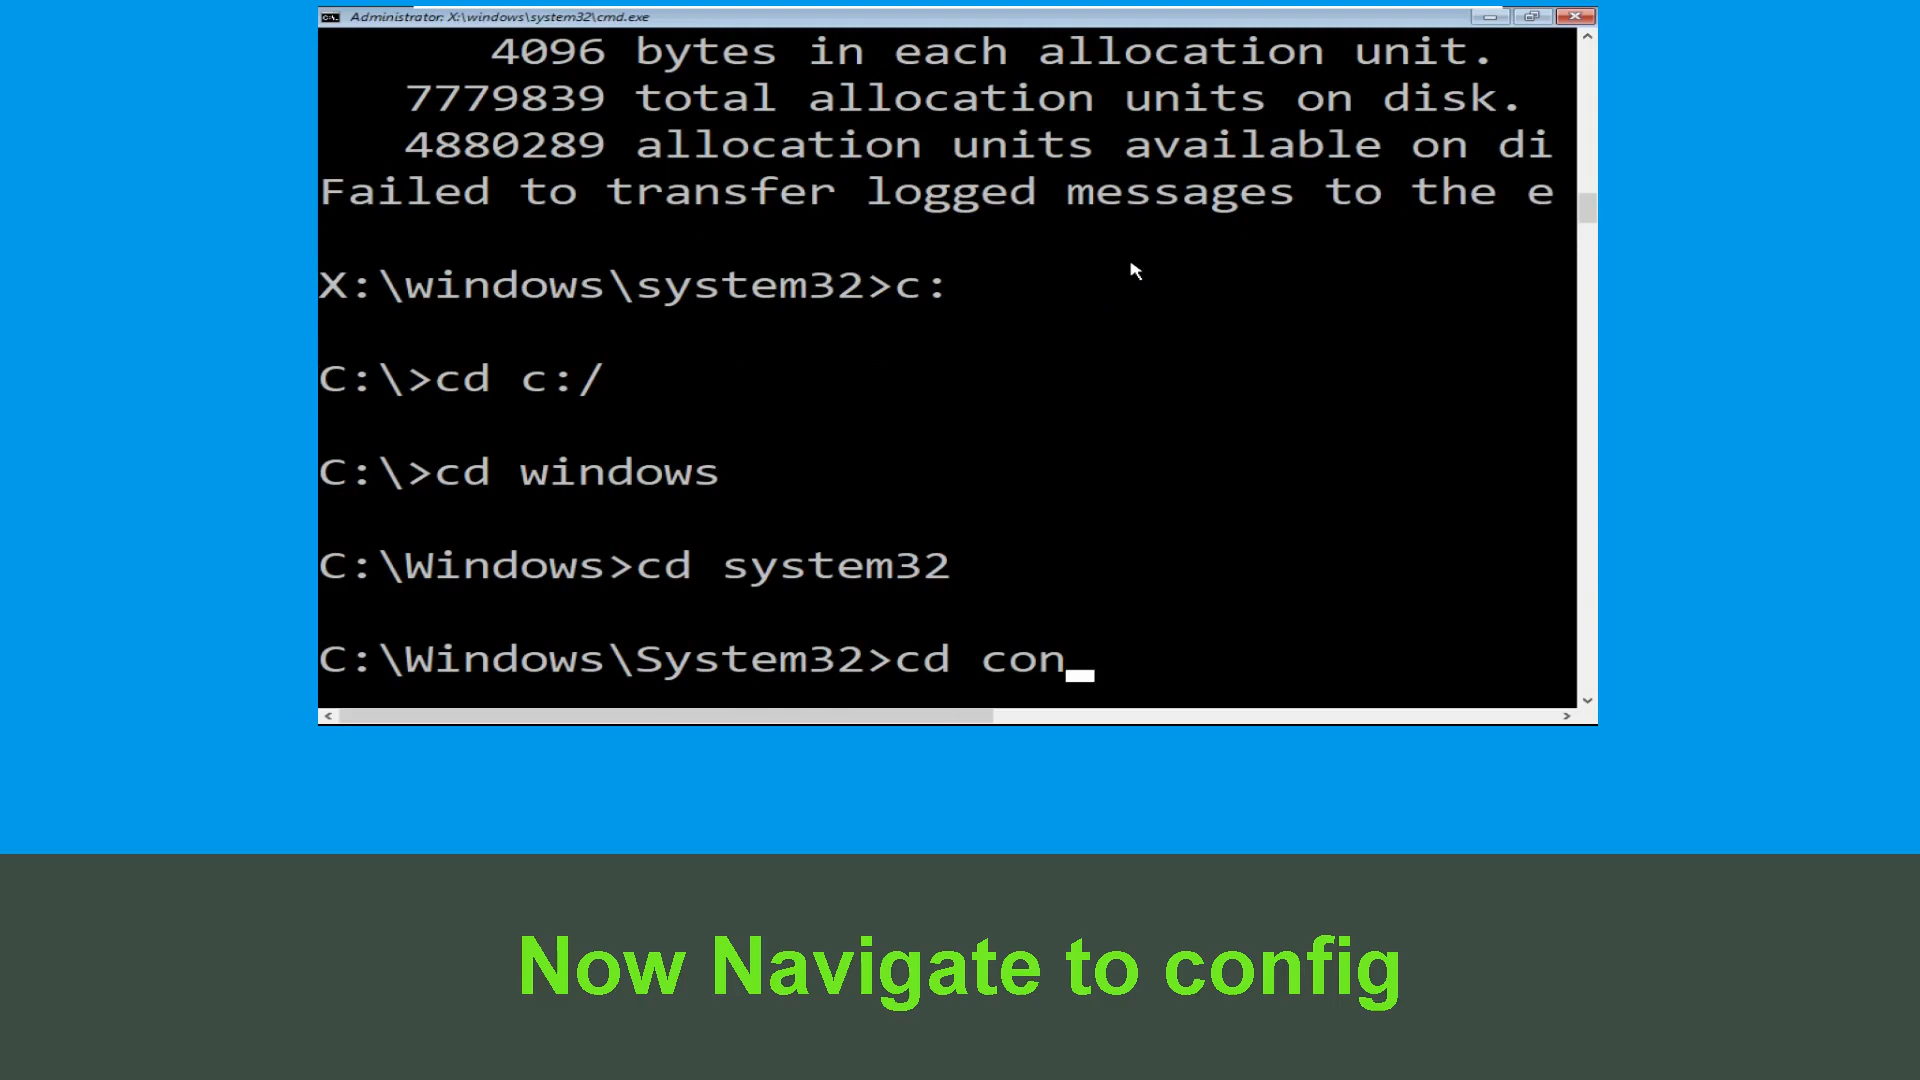 Administrator: X:\windows\system32\cmd.exe
4096 bytes in each allocation unit.
7779839 total allocation units on disk.
4880289 allocation units available on di
Failed to transfer logged messages to the e
X:\windows\system32>c:
C:\>cd c:/
C:\>cd windows
C:\Windows>cd system32
C:\Windows\System32>cd con_
Now Navigate to config